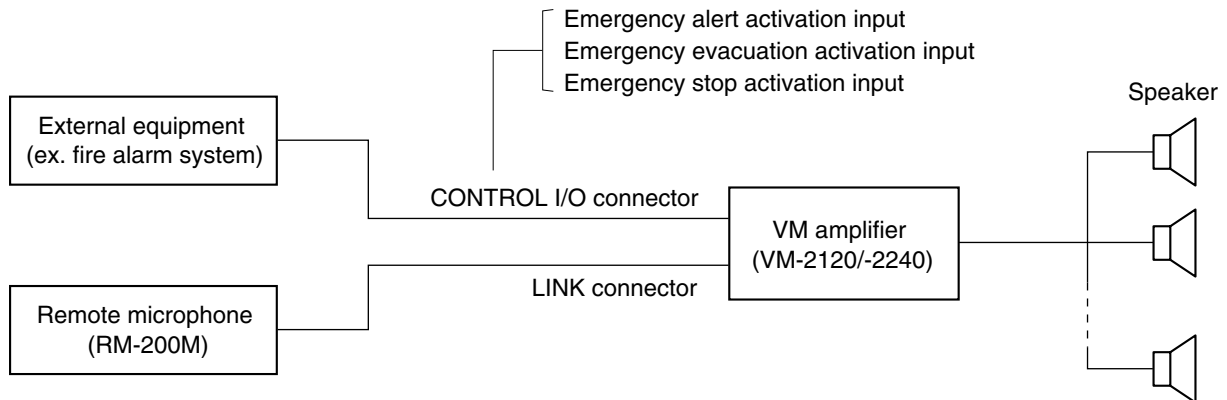 Emergency alert activation input
Emergency evacuation activation input
Emergency stop activation input
Speaker
External equipment
(ex. fire alarm system)
CONTROL I/O connector
VM amplifier
(VM-2120/-2240)
LINK connector
Remote microphone
(RM-200M)